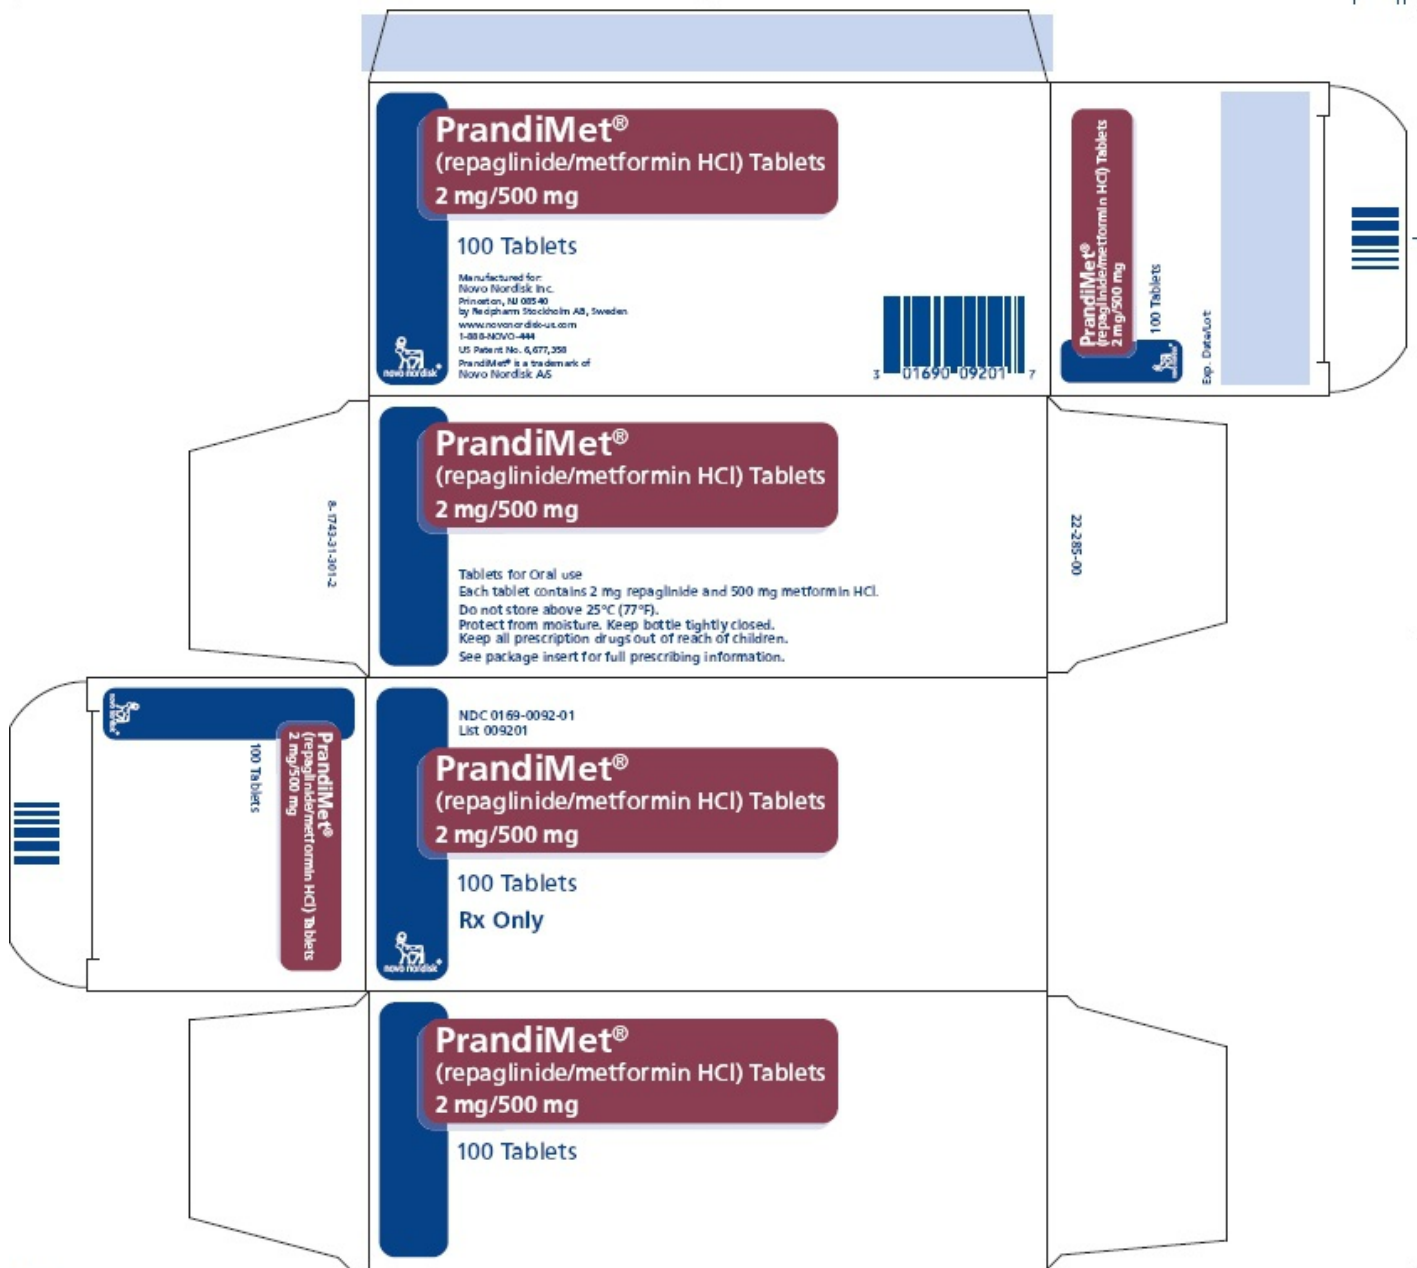 PrandiMet®
(repaglinide/metformin HCl) Tablets
2 mg/500 mg
100 Tablets
Manufactured for:
Novo Nordisk Inc.
Princeton, NJ 08540
by Recipharm Stockholm AB, Sweden
www.novonordisk-us.com
1-888-NOVO-444
US Patent No. 6,677,358
PrandiMet® is a trademark of
Novo Nordisk A/S
novo nordisk®
3 01690 09201 7
PrandiMet®
(repaglinide/metformin HCl) Tablets
2 mg/500 mg
100 Tablets
novo nordisk®
Exp. Date/Lot
8-1743-31-301-2
PrandiMet®
(repaglinide/metformin HCl) Tablets
2 mg/500 mg
Tablets for Oral use
Each tablet contains 2 mg repaglinide and 500 mg metformin HCl.
Do not store above 25°C (77°F).
Protect from moisture. Keep bottle tightly closed.
Keep all prescription drugs out of reach of children.
See package insert for full prescribing information.
22-285-00
novo nordisk®
PrandiMet®
(repaglinide/metformin HCl) Tablets
2 mg/500 mg
100 Tablets
NDC 0169-0092-01
List 009201
PrandiMet®
(repaglinide/metformin HCl) Tablets
2 mg/500 mg
100 Tablets
Rx Only
novo nordisk®
PrandiMet®
(repaglinide/metformin HCl) Tablets
2 mg/500 mg
100 Tablets